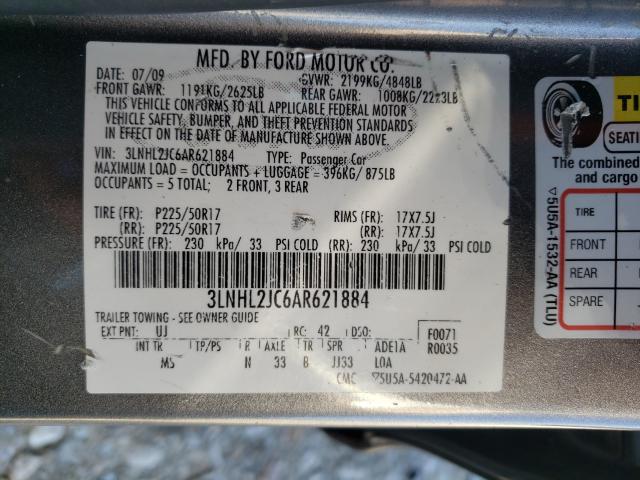 MFD. BY FORD MOTOR CO.
DATE: 07/09 GVWR: 2199KG/4848LB
FRONT GAWR: 1191KG/2625LB REAR GAWR: 1008KG/2223LB
THIS VEHICLE CONFORMS TO ALL APPLICABLE FEDERAL MOTOR
VEHICLE SAFETY, BUMPER, AND THEFT PREVENTION STANDARDS
IN EFFECT ON THE DATE OF MANUFACTURE SHOWN ABOVE.
VIN: 3LNHL2JC6AR621884 TYPE: Passenger Car
MAXIMUM LOAD = OCCUPANTS + LUGGAGE = 396KG/ 875LB
OCCUPANTS = 5 TOTAL; 2 FRONT, 3 REAR
TIRE (FR): P225/50R17 RIMS (FR): 17X7.5J
(RR): P225/50R17 (RR): 17X7.5J
PRESSURE (FR): 230 kPa/ 33 PSI COLD (RR): 230 kPa/ 33 PSI COLD
3LNHL2JC6AR621884
TRAILER TOWING - SEE OWNER GUIDE
EXT PNT: UJ RC: 42 DSO: F0071
INT TR TP/PS R AXLE TR SPR ADE1A R0035
MS N 33 B JJ33 LOA
CMC ▽5U5A-5420472-AA
TI
SEATI
The combined
and cargo
TIRE
FRONT
REAR
S
▽5U5A-1532-AA (TLU)